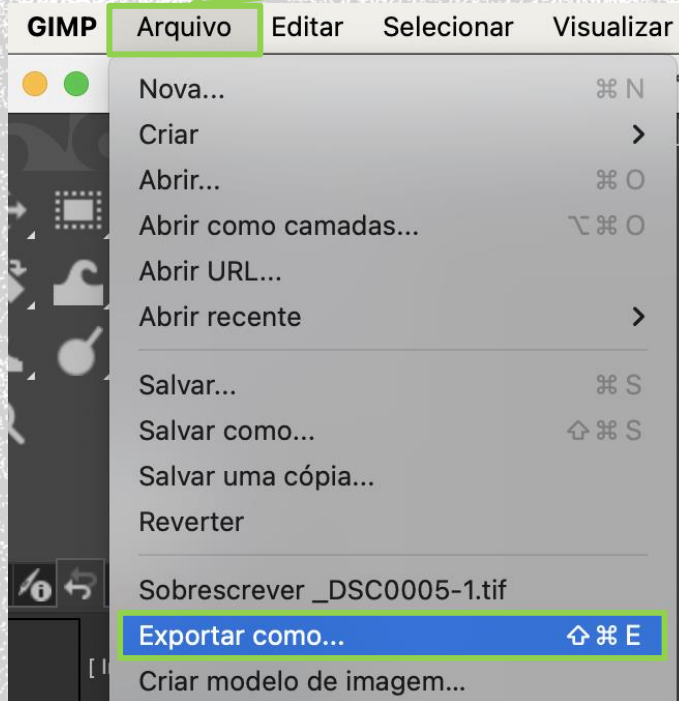 GIMP Arquivo Editar Selecionar Visualizar
Nova... ⌘ N
Criar >
Abrir... ⌘ O
Abrir como camadas... ⌥ ⌘ O
Abrir URL...
Abrir recente >
Salvar... ⌘ S
Salvar como... ⇧ ⌘ S
Salvar uma cópia...
Reverter
Sobrescrever _DSC0005-1.tif
Exportar como... ⇧ ⌘ E
Criar modelo de imagem...